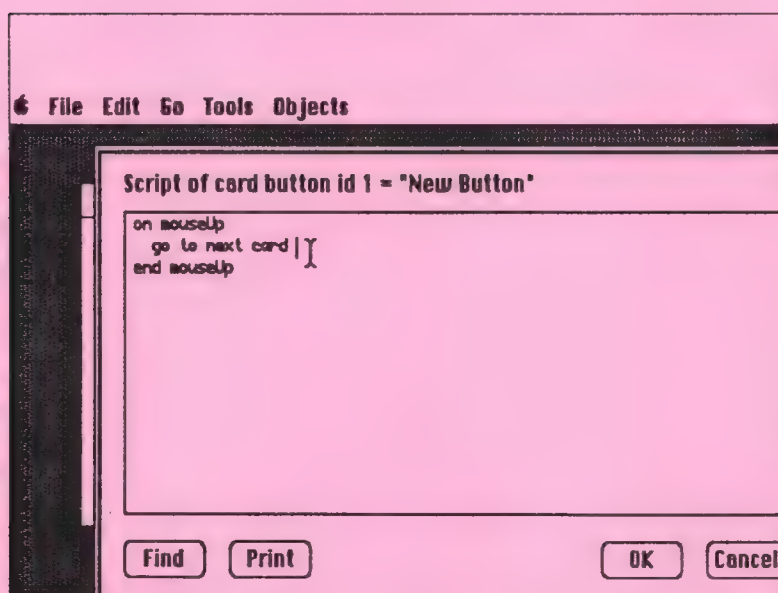 File Edit Go Tools Objects
Script of card button id 1 = "New Button"
on mouseUp
go to next card
end mouseUp
Find Print OK Cancel